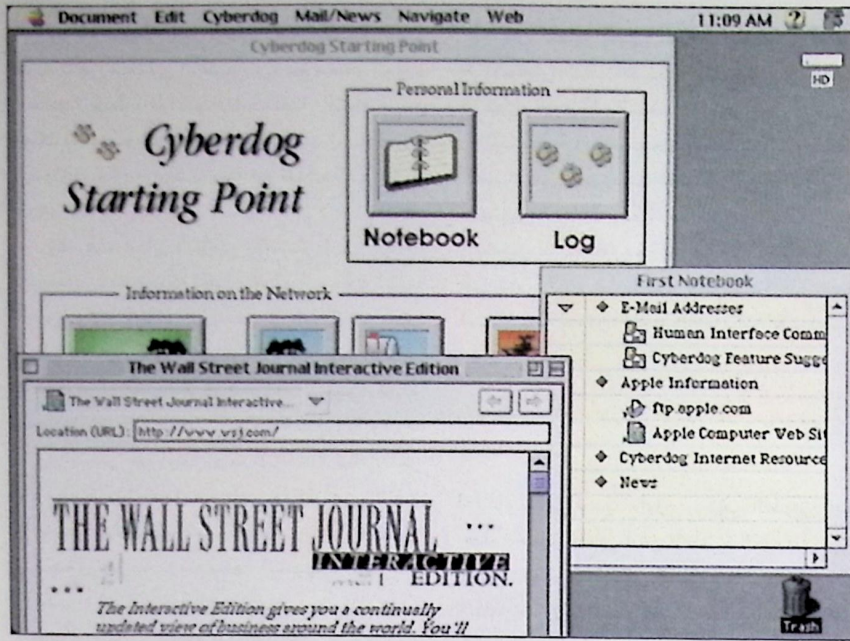 Document Edit Cyberdog Mail/News Navigate Web 11:09 AM
Cyberdog Starting Point
HD
Personal Information
Cyberdog
Starting Point
Notebook Log
Information on the Network
First Notebook
E-Mail Addresses
Human Interface Comm
Cyberdog Feature Sugge
Apple Information
ftp.apple.com
Apple Computer Web Sit
Cyberdog Internet Resource
News
The Wall Street Journal Interactive Edition
The Wall Street Journal Interactive...
Location (URL): http://www.wsj.com/
THE WALL STREET JOURNAL
INTERACTIVE
EDITION.
The Interactive Edition gives you a continually
updated view of business around the world. You'll
Trash